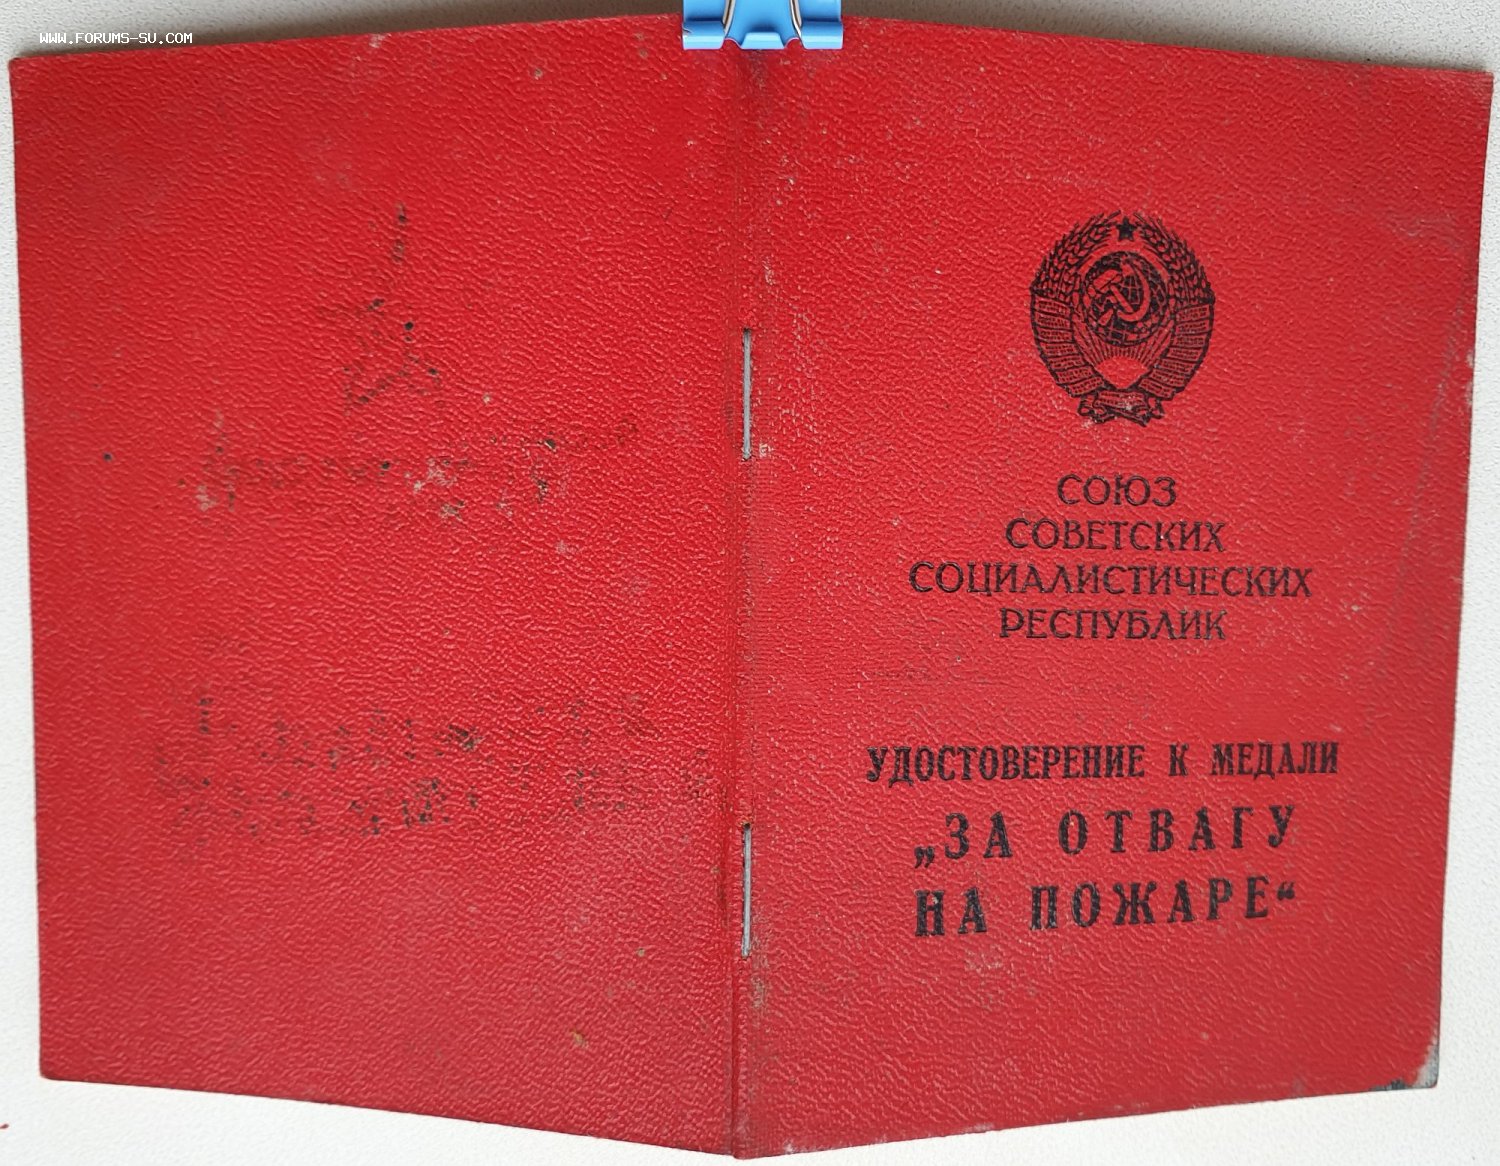 WWW.FORUMS-SU.COM
СОЮЗ
СОВЕТСКИХ
СОЦИАЛИСТИЧЕСКИХ
РЕСПУБЛИК
УДОСТОВЕРЕНИЕ К МЕДАЛИ
„ЗА ОТВАГУ
НА ПОЖАРЕ“